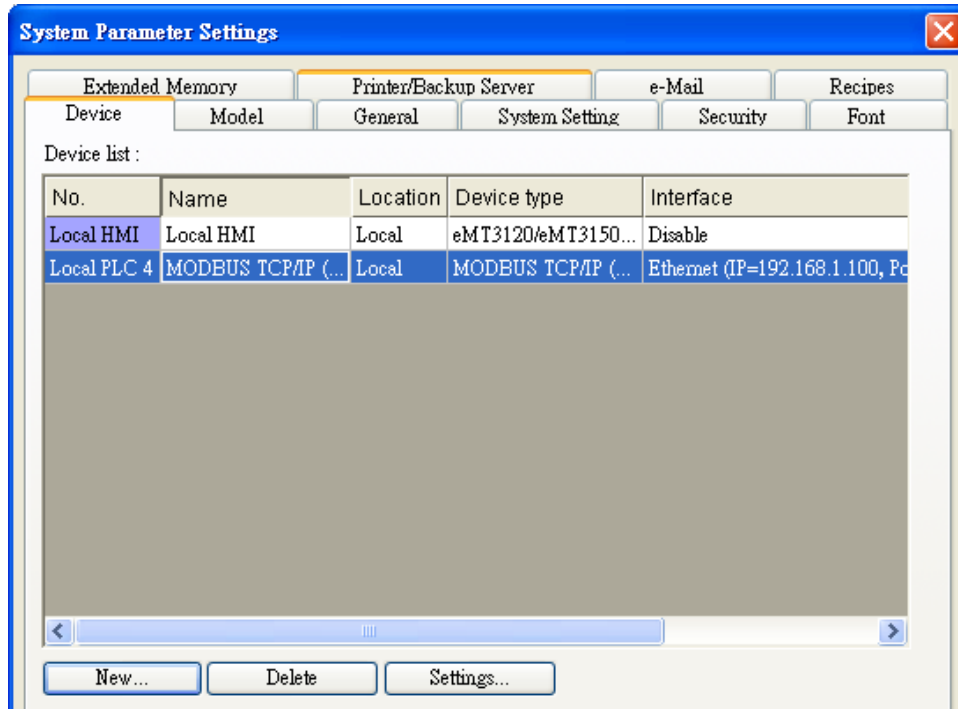 System Parameter Settings
Extended Memory Printer/Backup Server e-Mail Recipes
Device Model General System Setting Security Font
Device list :
No. Name Location Device type Interface
Local HMI Local HMI Local eMT3120/eMT3150... Disable
Local PLC 4 MODBUS TCP/IP (... Local MODBUS TCP/IP (... Ethernet (IP=192.168.1.100, Po
New... Delete Settings...